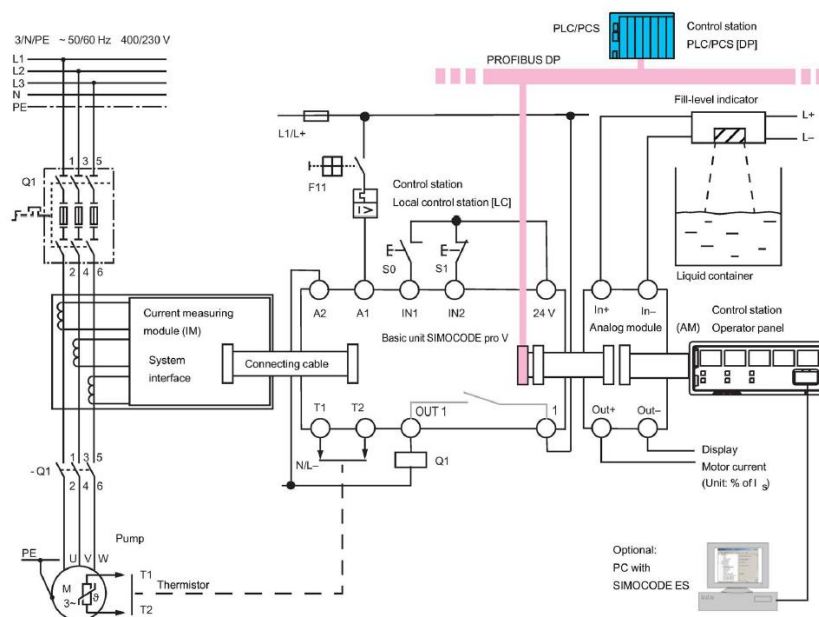 3/N/PE ~ 50/60 Hz 400/230 V
L1
L2
L3
N
PE
PLC/PCS
Control station
PLC/PCS [DP]
PROFIBUS DP
Fill-level indicator
L+
L–
L1/L+
F11
I>
Control station
Local control station [LC]
S0
S1
Liquid container
1 3 5
Q1
2 4 6
A2
A1
IN1
IN2
24 V
In+
In–
Current measuring
module (IM)
System
interface
Connecting cable
Basic unit SIMOCODE pro V
Analog module
(AM)
Control station
Operator panel
T1
T2
OUT 1
1
Out+
Out–
N/L–
Q1
Display
Motor current
(Unit: % of Is)
1 3 5
-Q1
2 4 6
Pump
PE
U V W
M
3~
ϑ
T1
T2
Thermistor
Optional:
PC with
SIMOCODE ES